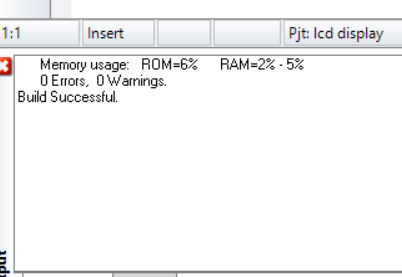 1:1 Insert Pjt: lcd display
Memory usage: ROM=6% RAM=2% - 5%
0 Errors, 0 Warnings.
Build Successful.